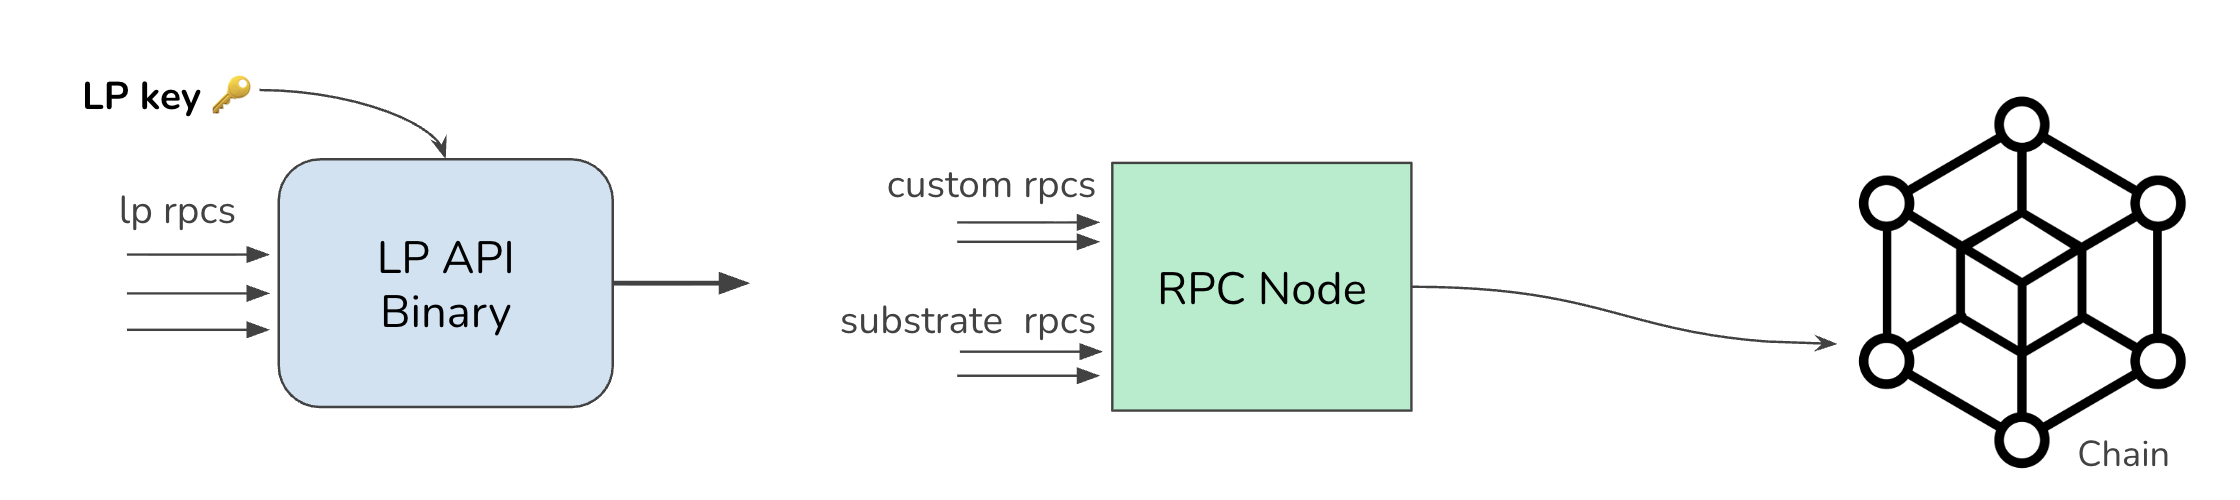 LP key
lp rpcs
LP API
Binary
custom rpcs
substrate  rpcs
RPC Node
Chain